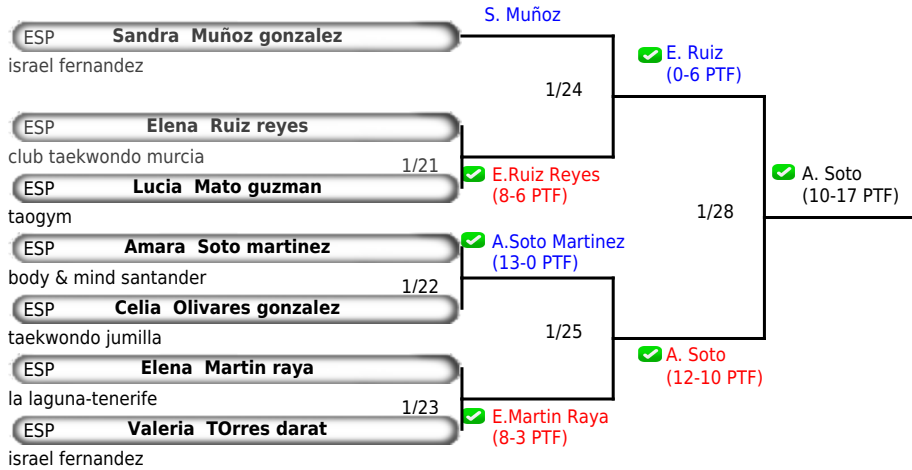 S. Muñoz
ESP Sandra Muñoz gonzalez
israel fernandez
1/24
E. Ruiz
(0-6 PTF)
ESP Elena Ruiz reyes
club taekwondo murcia
1/21
E.Ruiz Reyes
(8-6 PTF)
ESP Lucia Mato guzman
taogym
A. Soto
(10-17 PTF)
1/28
ESP Amara Soto martinez
body & mind santander
A.Soto Martinez
(13-0 PTF)
1/22
ESP Celia Olivares gonzalez
taekwondo jumilla
1/25
A. Soto
(12-10 PTF)
ESP Elena Martin raya
la laguna-tenerife
1/23
E.Martin Raya
(8-3 PTF)
ESP Valeria TOrres darat
israel fernandez